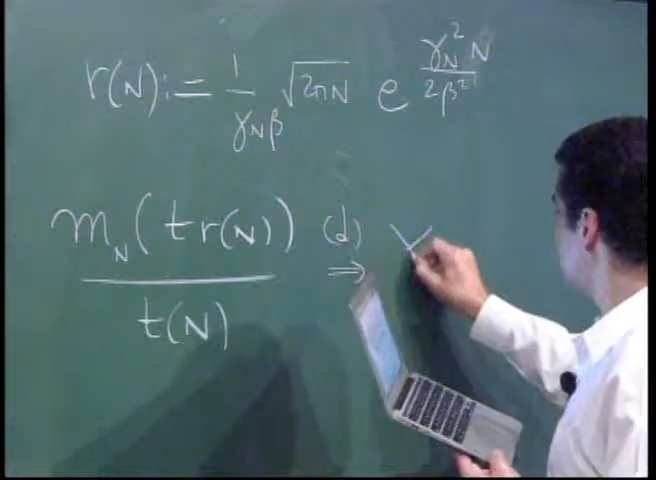 r(N) := 1/(γ_N β) √(2πN) e^(γ_N² N / 2β²)
m_N(t r(N)) / t(N) (d) ⇒ V